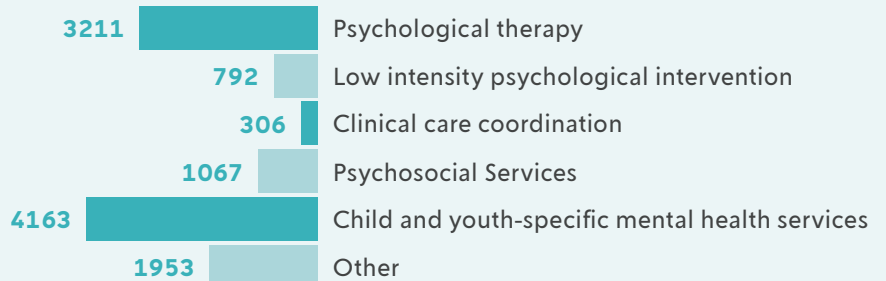 3211 Psychological therapy
792 Low intensity psychological intervention
306 Clinical care coordination
1067 Psychosocial Services
4163 Child and youth-specific mental health services
1953 Other